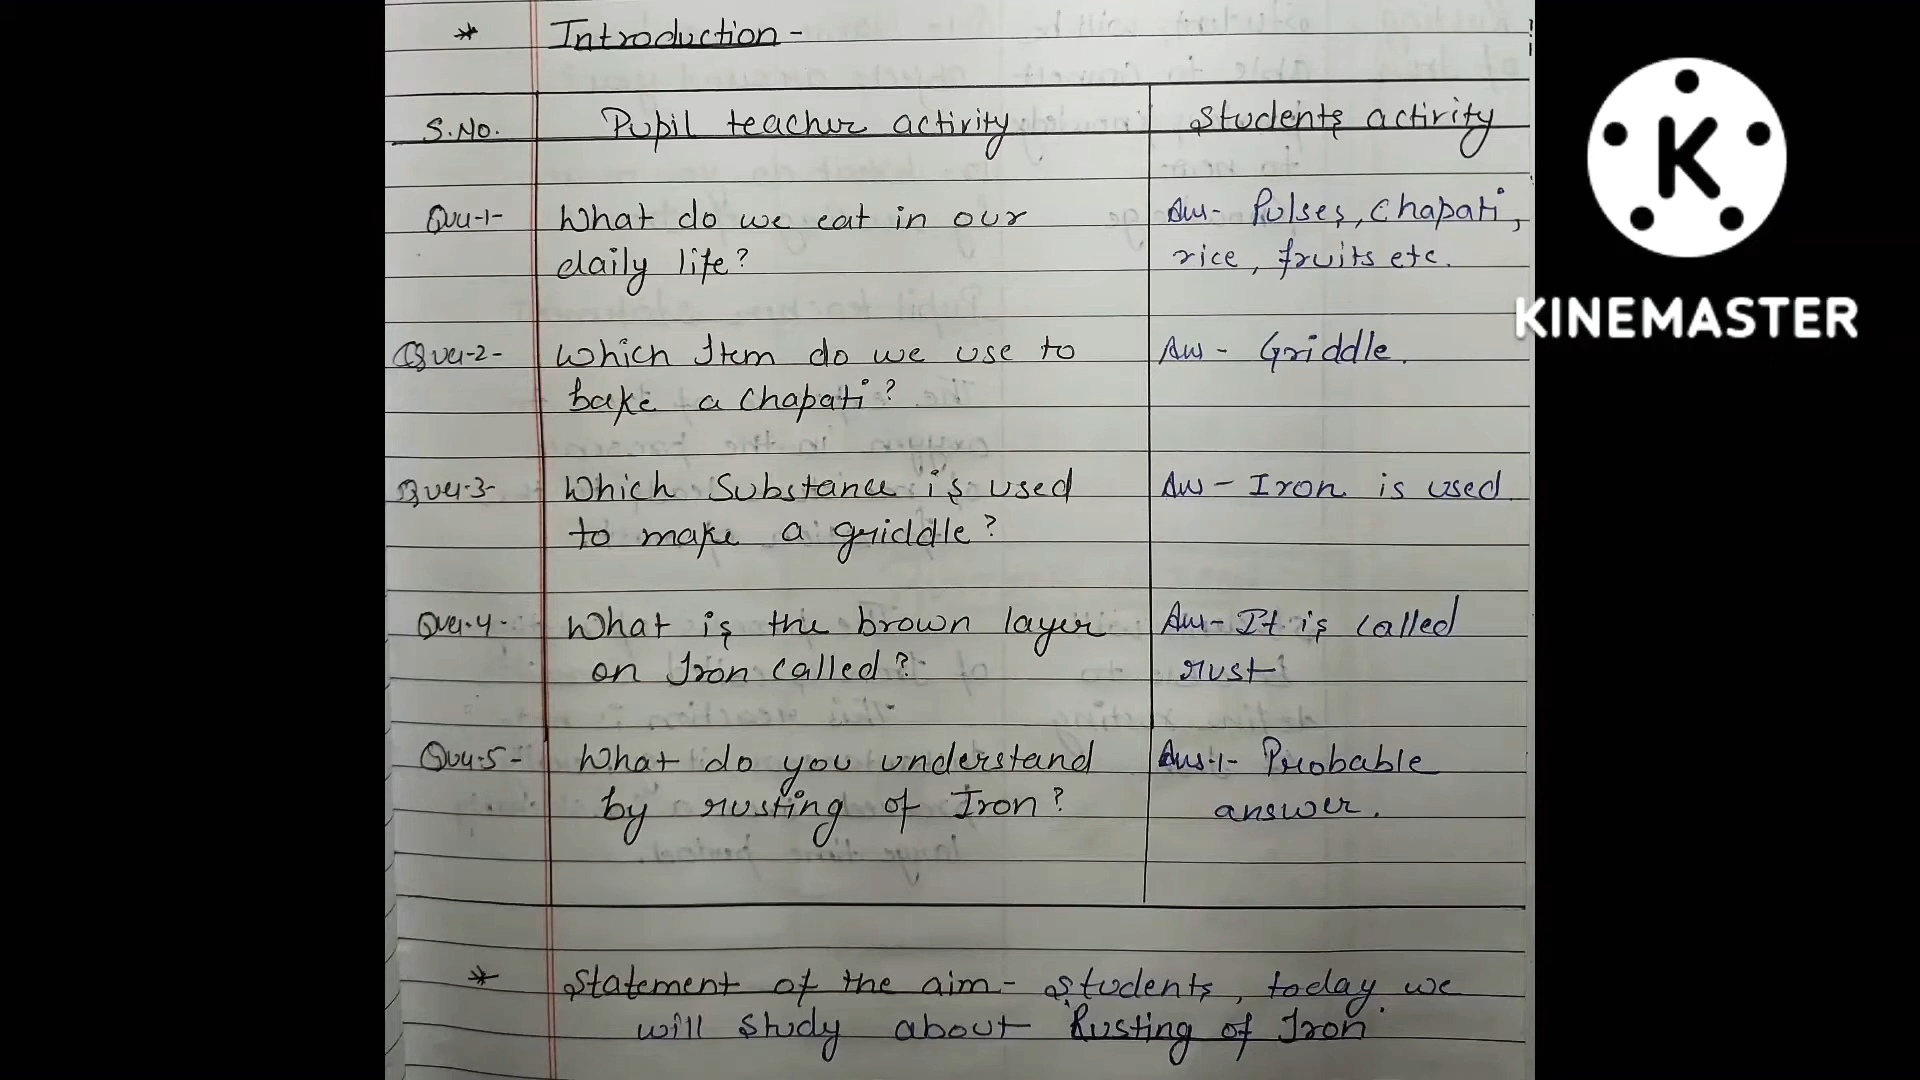 * Introduction -
S.No. Pupil teacher activity Students activity
Que-1- What do we eat in our Ans- Pulses, Chapati,
daily life? rice, fruits etc.
Que-2- Which Item do we use to Ans - Griddle.
bake a Chapati?
Que-3- Which Substance is used Ans - Iron is used
to make a griddle?
Que-4- What is the brown layer Ans- It is called
on Iron called? rust
Que-5- What do you understand Ans-1- Probable
by rusting of Iron? answer.
* Statement of the aim - Students, today we
will study about Rusting of Iron
KINEMASTER